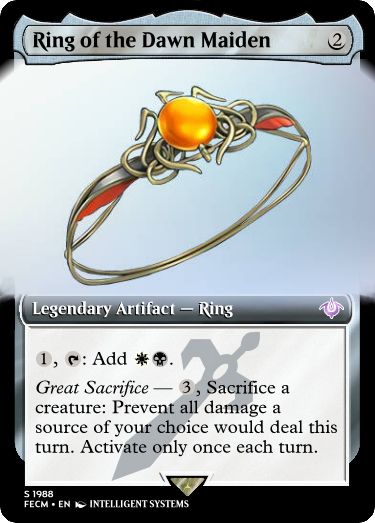 Ring of the Dawn Maiden 2
Legendary Artifact — Ring
1, : Add .
Great Sacrifice — 3, Sacrifice a
creature: Prevent all damage a
source of your choice would deal this
turn. Activate only once each turn.
S 1988
FECM • EN INTELLIGENT SYSTEMS